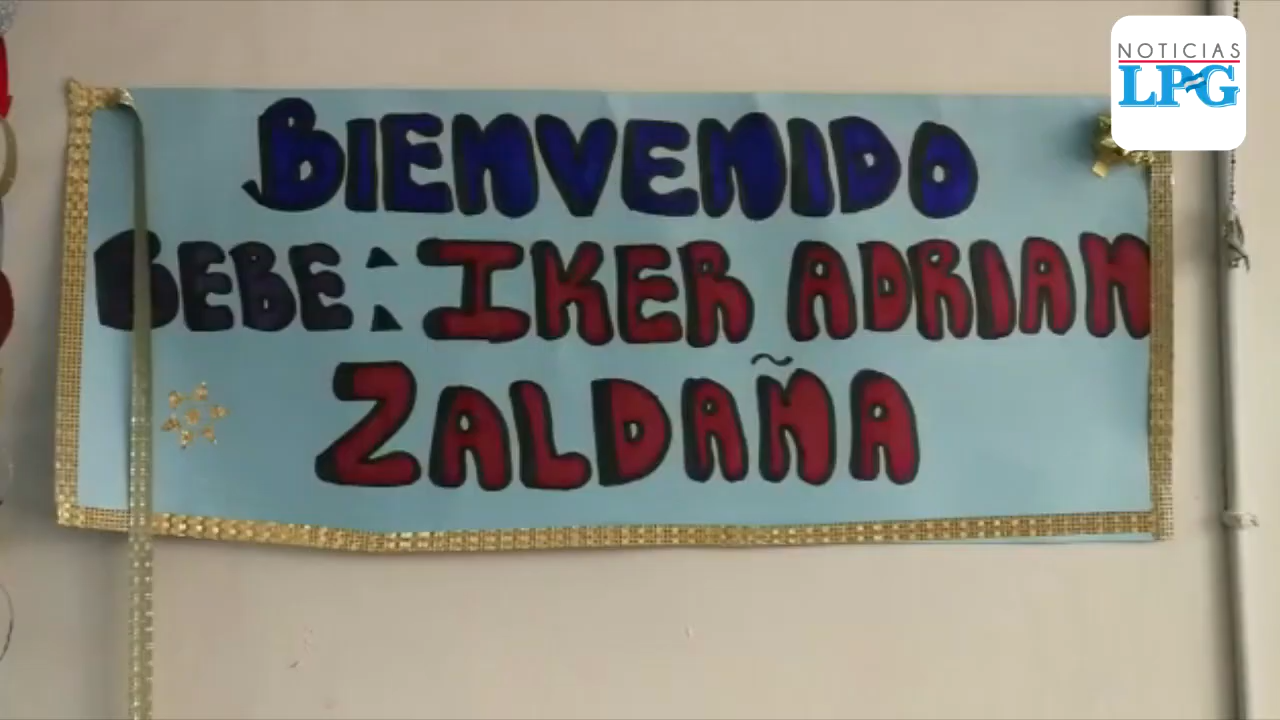 NOTICIAS
LPG
BIENVENIDO
BEBE: IKER ADRIAN
ZALDAÑA